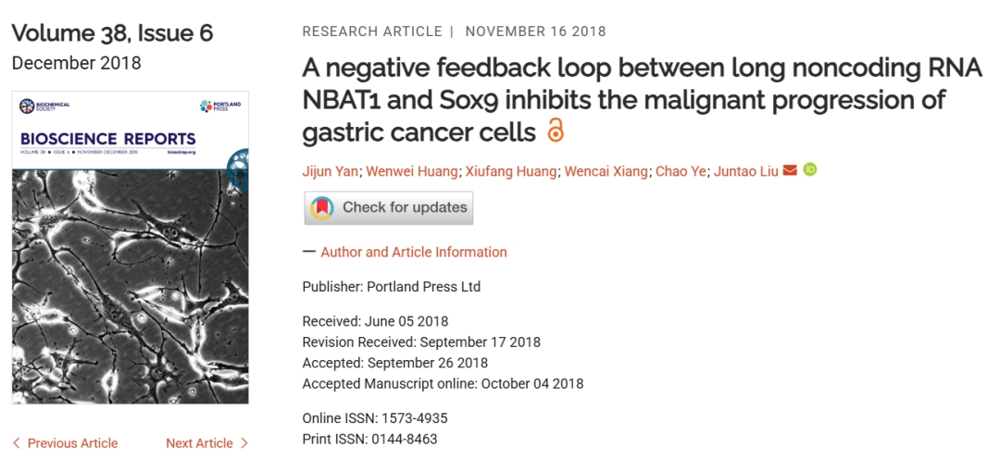 Volume 38, Issue 6
December 2018
BIOCHEMICAL
SOCIETY
PORTLAND
PRESS
BIOSCIENCE REPORTS
VOLUME 38 ● ISSUE 6 ● NOVEMBER-DECEMBER 2018
bioscirep.org
Previous Article
Next Article
RESEARCH ARTICLE | NOVEMBER 16 2018
A negative feedback loop between long noncoding RNA
NBAT1 and Sox9 inhibits the malignant progression of
gastric cancer cells
Jijun Yan; Wenwei Huang; Xiufang Huang; Wencai Xiang; Chao Ye; Juntao Liu iD
Check for updates
— Author and Article Information
Publisher: Portland Press Ltd
Received: June 05 2018
Revision Received: September 17 2018
Accepted: September 26 2018
Accepted Manuscript online: October 04 2018
Online ISSN: 1573-4935
Print ISSN: 0144-8463